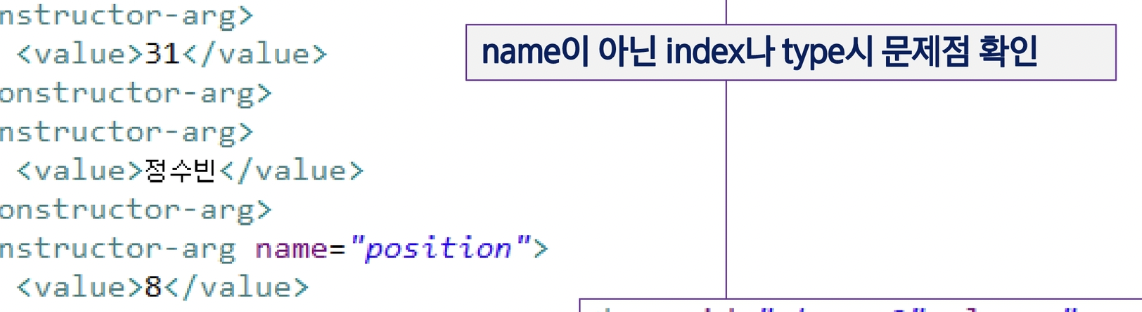 nstructor-arg>
<value>31</value>
name이 아닌 index나 type시 문제점 확인
onstructor-arg>
nstructor-arg>
<value>정수빈</value>
onstructor-arg>
nstructor-arg name="position">
<value>8</value>